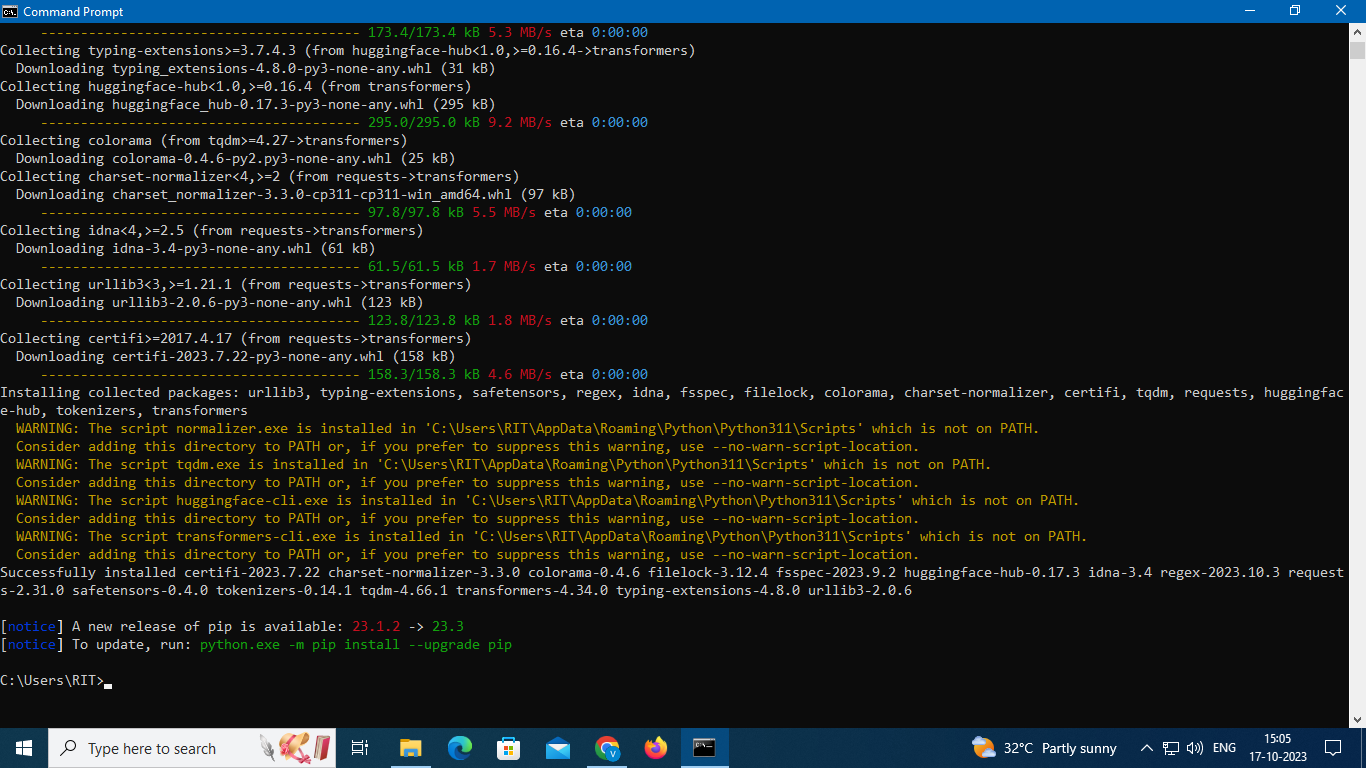 Command Prompt
---------------------------------------- 173.4/173.4 kB 5.3 MB/s eta 0:00:00
Collecting typing-extensions>=3.7.4.3 (from huggingface-hub<1.0,>=0.16.4->transformers)
Downloading typing_extensions-4.8.0-py3-none-any.whl (31 kB)
Collecting huggingface-hub<1.0,>=0.16.4 (from transformers)
Downloading huggingface_hub-0.17.3-py3-none-any.whl (295 kB)
---------------------------------------- 295.0/295.0 kB 9.2 MB/s eta 0:00:00
Collecting colorama (from tqdm>=4.27->transformers)
Downloading colorama-0.4.6-py2.py3-none-any.whl (25 kB)
Collecting charset-normalizer<4,>=2 (from requests->transformers)
Downloading charset_normalizer-3.3.0-cp311-cp311-win_amd64.whl (97 kB)
---------------------------------------- 97.8/97.8 kB 5.5 MB/s eta 0:00:00
Collecting idna<4,>=2.5 (from requests->transformers)
Downloading idna-3.4-py3-none-any.whl (61 kB)
---------------------------------------- 61.5/61.5 kB 1.7 MB/s eta 0:00:00
Collecting urllib3<3,>=1.21.1 (from requests->transformers)
Downloading urllib3-2.0.6-py3-none-any.whl (123 kB)
---------------------------------------- 123.8/123.8 kB 1.8 MB/s eta 0:00:00
Collecting certifi>=2017.4.17 (from requests->transformers)
Downloading certifi-2023.7.22-py3-none-any.whl (158 kB)
---------------------------------------- 158.3/158.3 kB 4.6 MB/s eta 0:00:00
Installing collected packages: urllib3, typing-extensions, safetensors, regex, idna, fsspec, filelock, colorama, charset-normalizer, certifi, tqdm, requests, huggingfac
e-hub, tokenizers, transformers
WARNING: The script normalizer.exe is installed in 'C:\Users\RIT\AppData\Roaming\Python\Python311\Scripts' which is not on PATH.
Consider adding this directory to PATH or, if you prefer to suppress this warning, use --no-warn-script-location.
WARNING: The script tqdm.exe is installed in 'C:\Users\RIT\AppData\Roaming\Python\Python311\Scripts' which is not on PATH.
Consider adding this directory to PATH or, if you prefer to suppress this warning, use --no-warn-script-location.
WARNING: The script huggingface-cli.exe is installed in 'C:\Users\RIT\AppData\Roaming\Python\Python311\Scripts' which is not on PATH.
Consider adding this directory to PATH or, if you prefer to suppress this warning, use --no-warn-script-location.
WARNING: The script transformers-cli.exe is installed in 'C:\Users\RIT\AppData\Roaming\Python\Python311\Scripts' which is not on PATH.
Consider adding this directory to PATH or, if you prefer to suppress this warning, use --no-warn-script-location.
Successfully installed certifi-2023.7.22 charset-normalizer-3.3.0 colorama-0.4.6 filelock-3.12.4 fsspec-2023.9.2 huggingface-hub-0.17.3 idna-3.4 regex-2023.10.3 request
s-2.31.0 safetensors-0.4.0 tokenizers-0.14.1 tqdm-4.66.1 transformers-4.34.0 typing-extensions-4.8.0 urllib3-2.0.6
[notice] A new release of pip is available: 23.1.2 -> 23.3
[notice] To update, run: python.exe -m pip install --upgrade pip
C:\Users\RIT>
Type here to search
32°C Partly sunny
ENG
15:05
17-10-2023